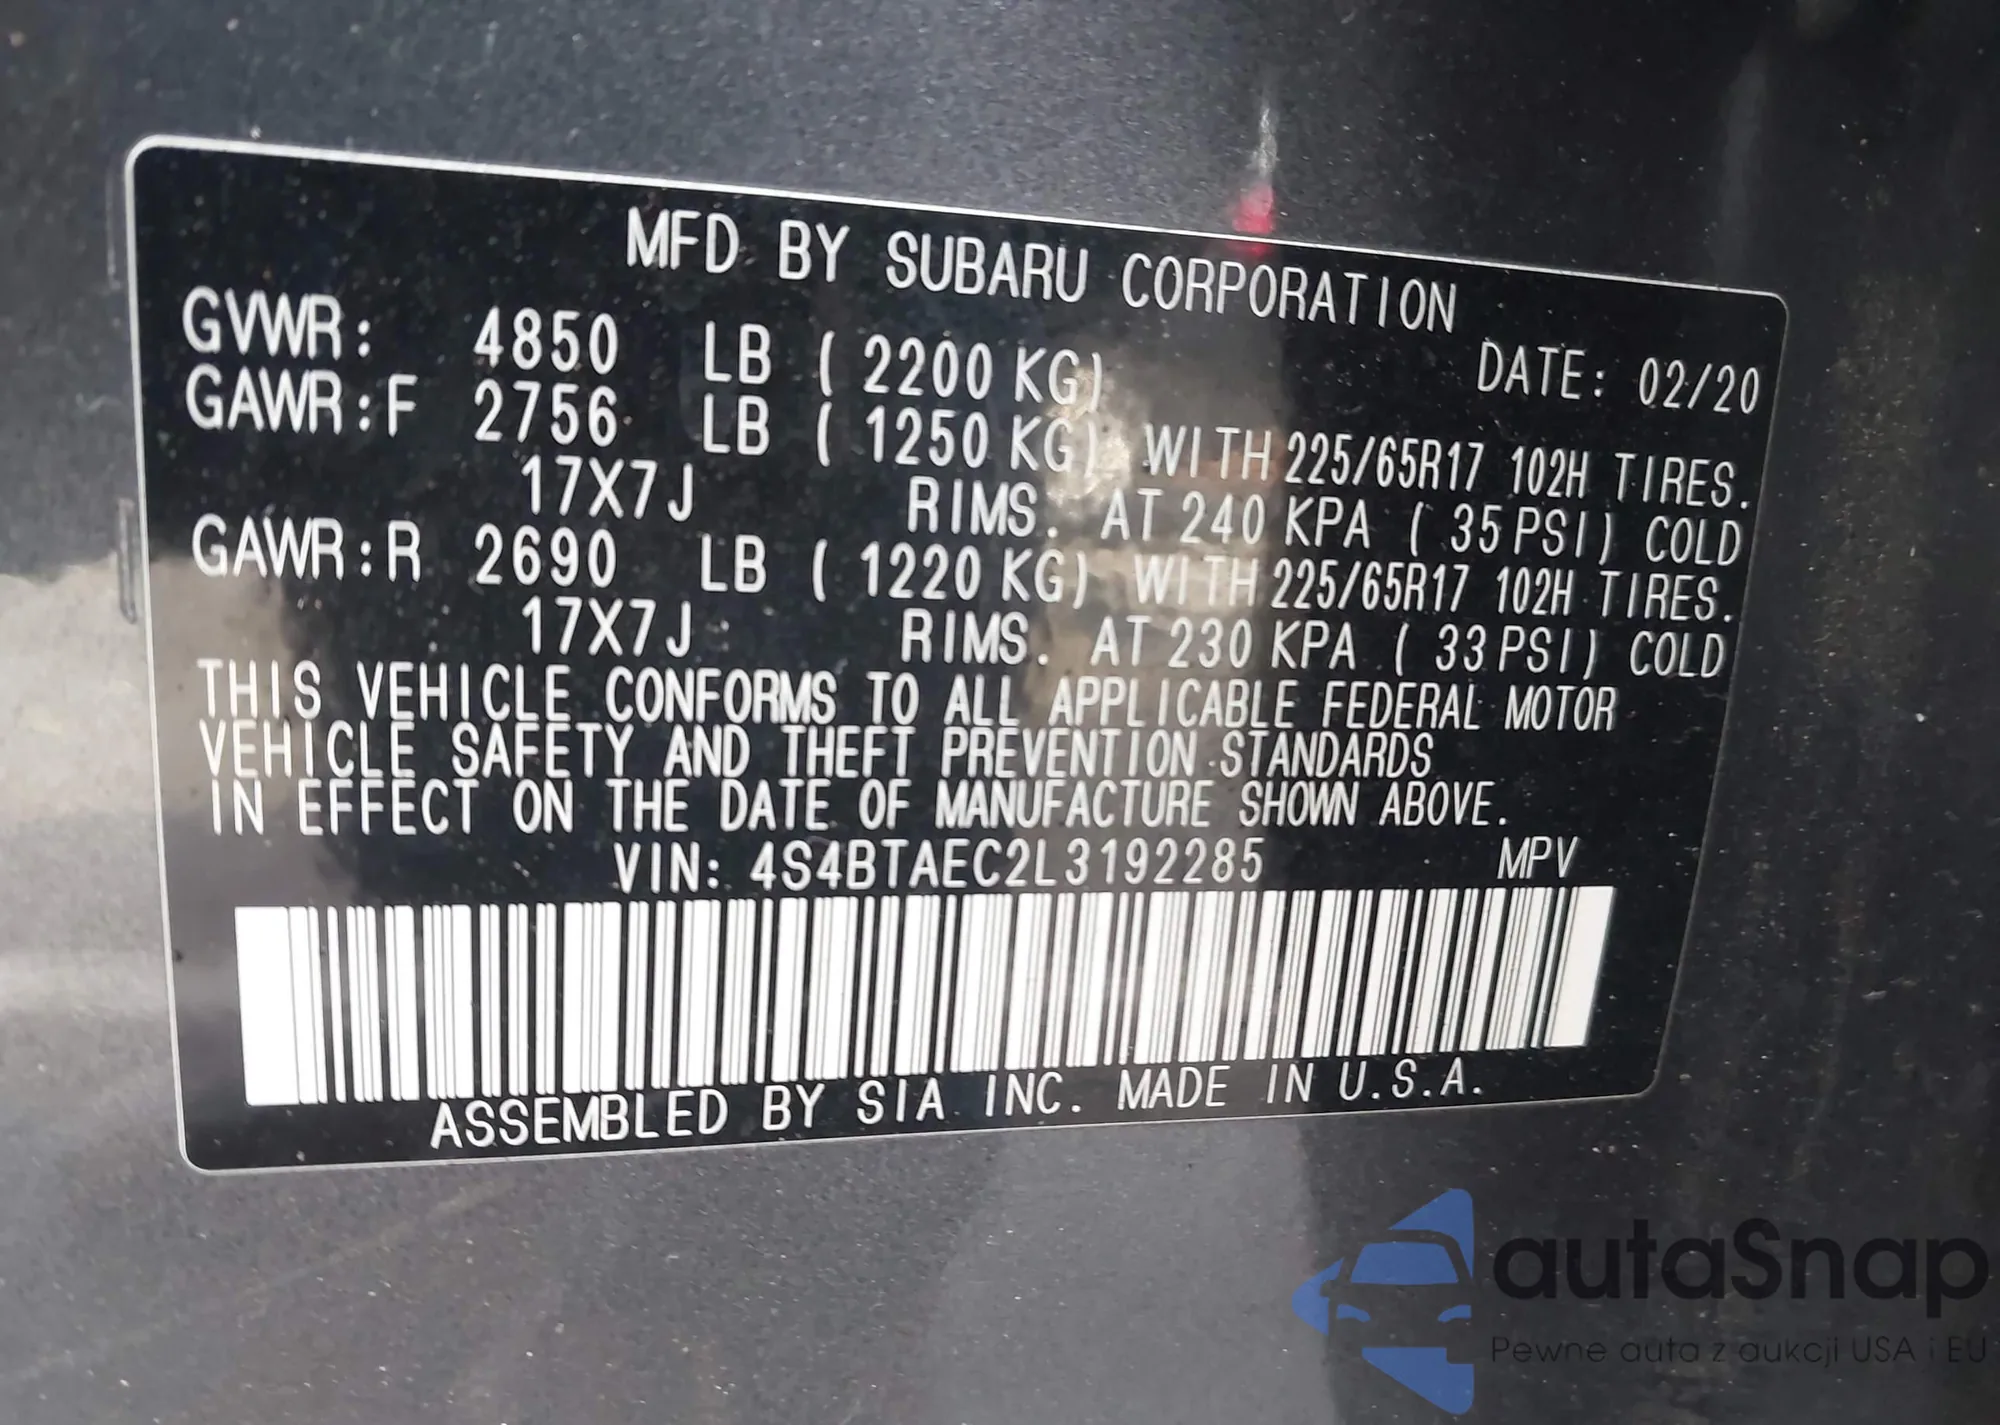 MFD BY SUBARU CORPORATION
GVWR: 4850 LB ( 2200 KG) DATE: 02/20
GAWR:F 2756 LB ( 1250 KG) WITH 225/65R17 102H TIRES.
17X7J RIMS. AT 240 KPA ( 35 PSI) COLD
GAWR:R 2690 LB ( 1220 KG) WITH 225/65R17 102H TIRES.
17X7J RIMS. AT 230 KPA ( 33 PSI) COLD
THIS VEHICLE CONFORMS TO ALL APPLICABLE FEDERAL MOTOR
VEHICLE SAFETY AND THEFT PREVENTION STANDARDS
IN EFFECT ON THE DATE OF MANUFACTURE SHOWN ABOVE.
VIN: 4S4BTAEC2L3192285 MPV
ASSEMBLED BY SIA INC. MADE IN U.S.A.
autaSnap
Pewne auta z aukcji USA i EU